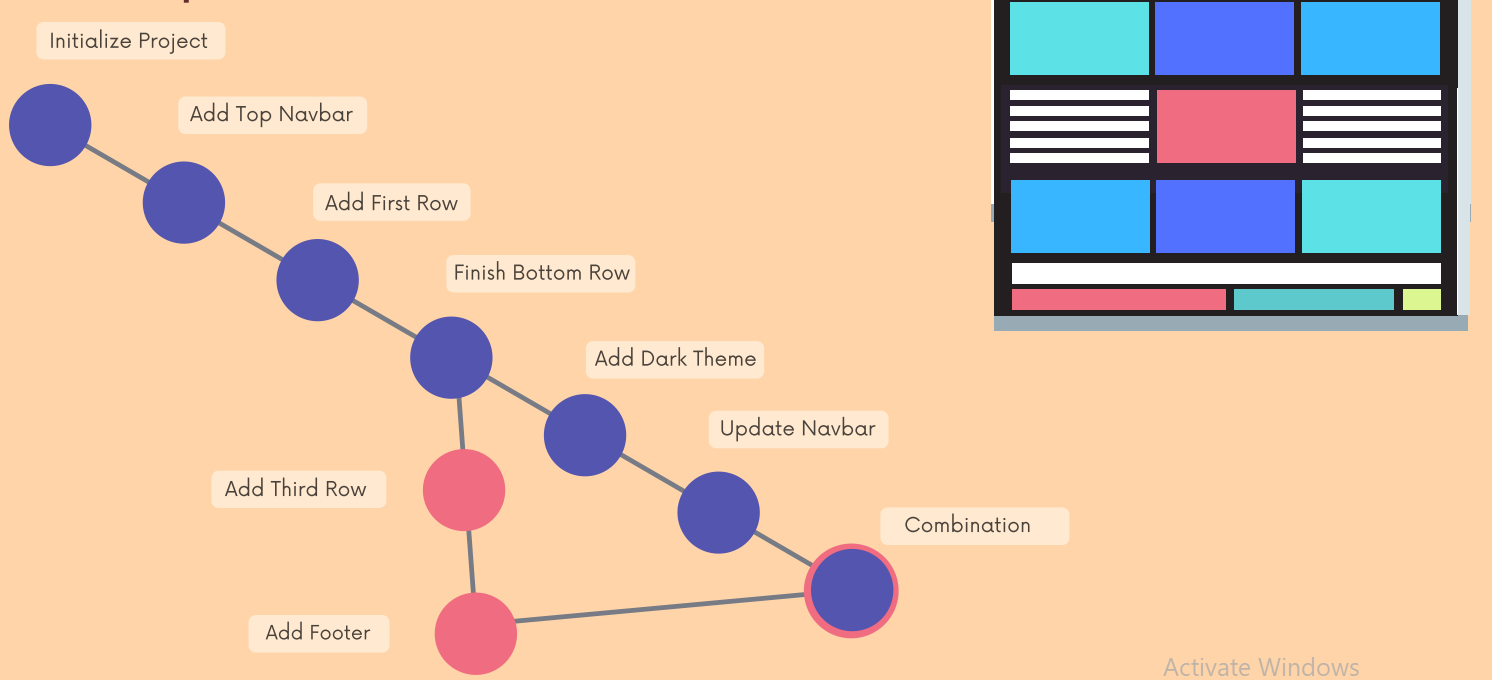 Initialize Project
Add Top Navbar
Add First Row
Finish Bottom Row
Add Dark Theme
Update Navbar
Add Third Row
Combination
Add Footer
Activate Windows